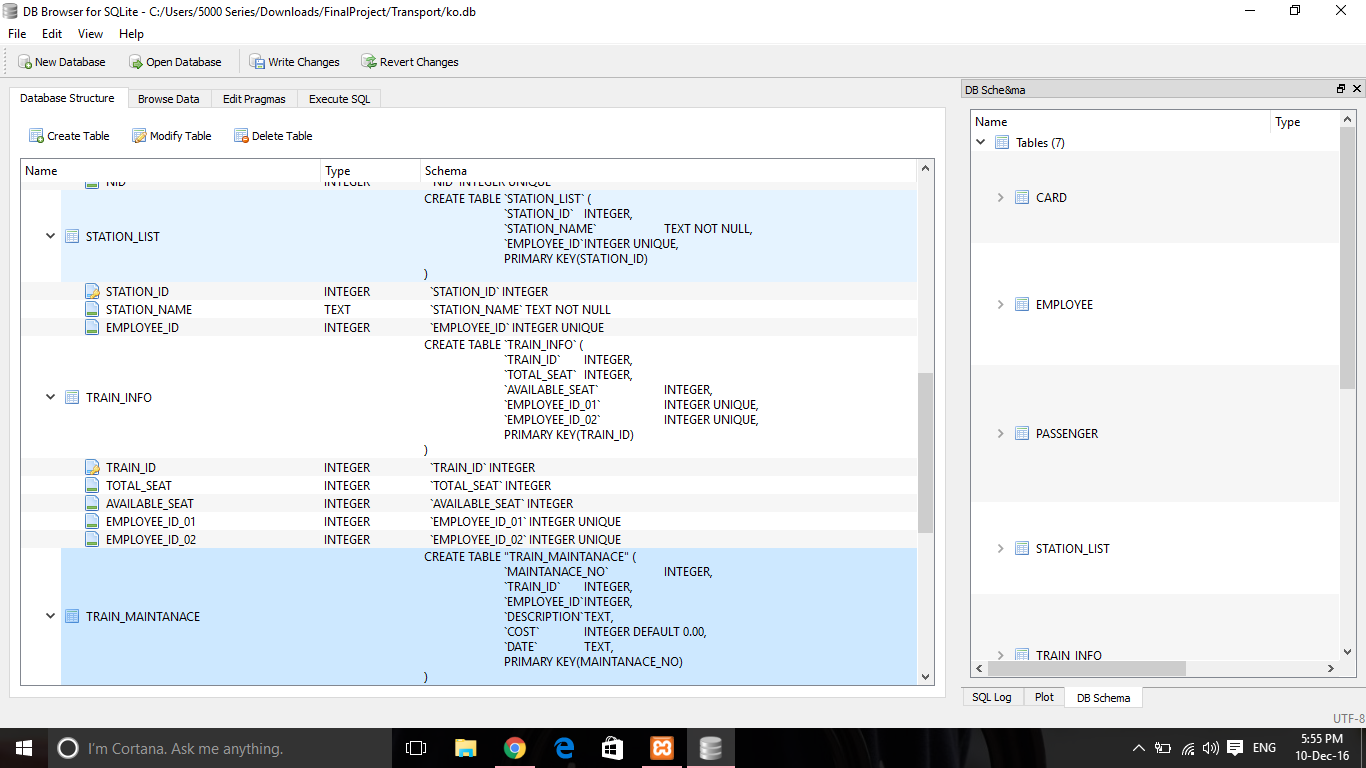 DB Browser for SQLite - C:/Users/5000 Series/Downloads/FinalProject/Transport/ko.db
File Edit View Help
New Database Open Database Write Changes Revert Changes
Database Structure Browse Data Edit Pragmas Execute SQL
Create Table Modify Table Delete Table
Name Type Schema
NID INTEGER `NID` INTEGER UNIQUE
CREATE TABLE `STATION_LIST` (
`STATION_ID` INTEGER,
`STATION_NAME` TEXT NOT NULL,
STATION_LIST
`EMPLOYEE_ID`INTEGER UNIQUE,
PRIMARY KEY(STATION_ID)
)
STATION_ID INTEGER `STATION_ID` INTEGER
STATION_NAME TEXT `STATION_NAME` TEXT NOT NULL
EMPLOYEE_ID INTEGER `EMPLOYEE_ID` INTEGER UNIQUE
CREATE TABLE `TRAIN_INFO` (
`TRAIN_ID` INTEGER,
`TOTAL_SEAT` INTEGER,
`AVAILABLE_SEAT` INTEGER,
TRAIN_INFO
`EMPLOYEE_ID_01` INTEGER UNIQUE,
`EMPLOYEE_ID_02` INTEGER UNIQUE,
PRIMARY KEY(TRAIN_ID)
)
TRAIN_ID INTEGER `TRAIN_ID` INTEGER
TOTAL_SEAT INTEGER `TOTAL_SEAT` INTEGER
AVAILABLE_SEAT INTEGER `AVAILABLE_SEAT` INTEGER
EMPLOYEE_ID_01 INTEGER `EMPLOYEE_ID_01` INTEGER UNIQUE
EMPLOYEE_ID_02 INTEGER `EMPLOYEE_ID_02` INTEGER UNIQUE
CREATE TABLE "TRAIN_MAINTANACE" (
`MAINTANACE_NO` INTEGER,
`TRAIN_ID` INTEGER,
`EMPLOYEE_ID`INTEGER,
TRAIN_MAINTANACE
`DESCRIPTION`TEXT,
`COST` INTEGER DEFAULT 0.00,
`DATE` TEXT,
PRIMARY KEY(MAINTANACE_NO)
)
DB Sche&ma
Name Type
Tables (7)
CARD
EMPLOYEE
PASSENGER
STATION_LIST
TRAIN_INFO
SQL Log Plot DB Schema
UTF-8
I'm Cortana. Ask me anything.
ENG
5:55 PM
10-Dec-16